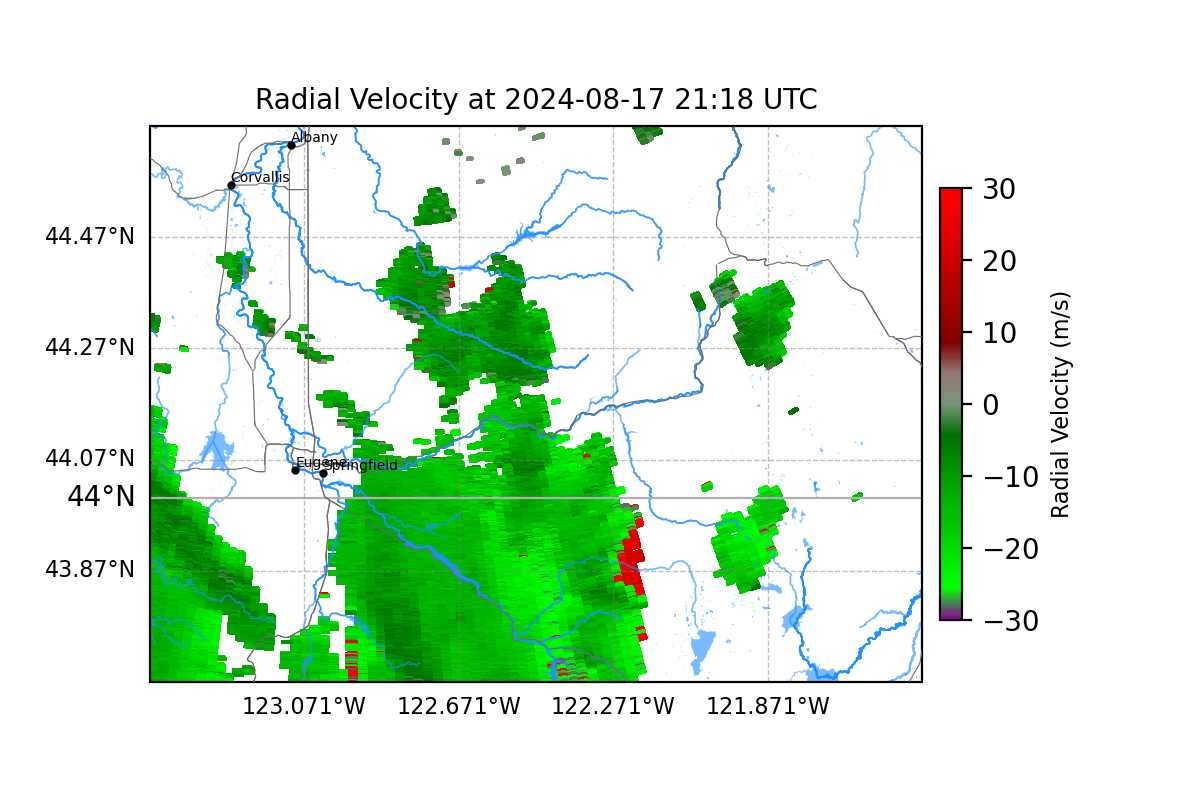 Radial Velocity at 2024-08-17 21:18 UTC
Albany
Corvallis
Eugene
Springfield
44.47°N
44.27°N
44.07°N
44°N
43.87°N
123.071°W 122.671°W 122.271°W 121.871°W
30
20
10
0
−10
−20
−30
Radial Velocity (m/s)